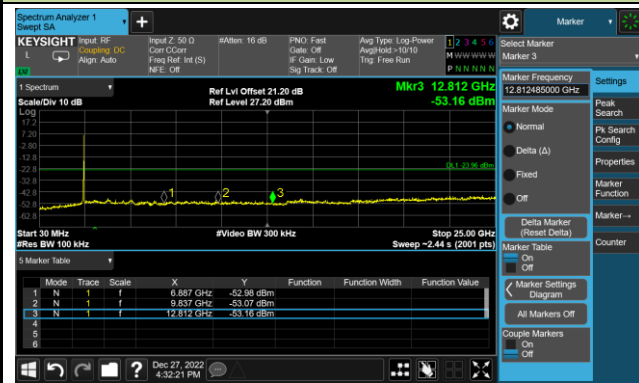 Spectrum Analyzer 1
Swept SA
Marker
KEYSIGHT
L
LXI
Input: RF
Coupling: DC
Align: Auto
Input Z: 50 Ω
Corr CCorr
Freq Ref: Int (S)
NFE: Off
#Atten: 16 dB
PNO: Fast
Gate: Off
IF Gain: Low
Sig Track: Off
Avg Type: Log-Power
Avg|Hold:>10/10
Trig: Free Run
1 2 3 4 5 6
M W W W W W
P N N N N N
Select Marker
Marker 3
1 Spectrum
Scale/Div 10 dB
Ref Lvl Offset 21.20 dB
Ref Level 27.20 dBm
Mkr3 12.812 GHz
-53.16 dBm
Log
17.2
7.20
-2.80
-12.8
-22.8
-32.8
-42.8
-52.8
-62.8
DL1 -23.96 dBm
1
2
3
Start 30 MHz
#Res BW 100 kHz
#Video BW 300 kHz
Stop 25.00 GHz
Sweep ~2.44 s (2001 pts)
5 Marker Table
Mode Trace Scale X Y Function Function Width Function Value
1 N 1 f 6.887 GHz -52.98 dBm
2 N 1 f 9.837 GHz -53.07 dBm
3 N 1 f 12.812 GHz -53.16 dBm
4
5
6
Marker Frequency
12.812485000 GHz
Marker Mode
Normal
Delta (Δ)
Fixed
Off
Delta Marker
(Reset Delta)
Marker Table
On
Off
Marker Settings
Diagram
All Markers Off
Couple Markers
On
Off
Settings
Peak
Search
Pk Search
Config
Properties
Marker
Function
Marker→
Counter
?
Dec 27, 2022
4:32:21 PM